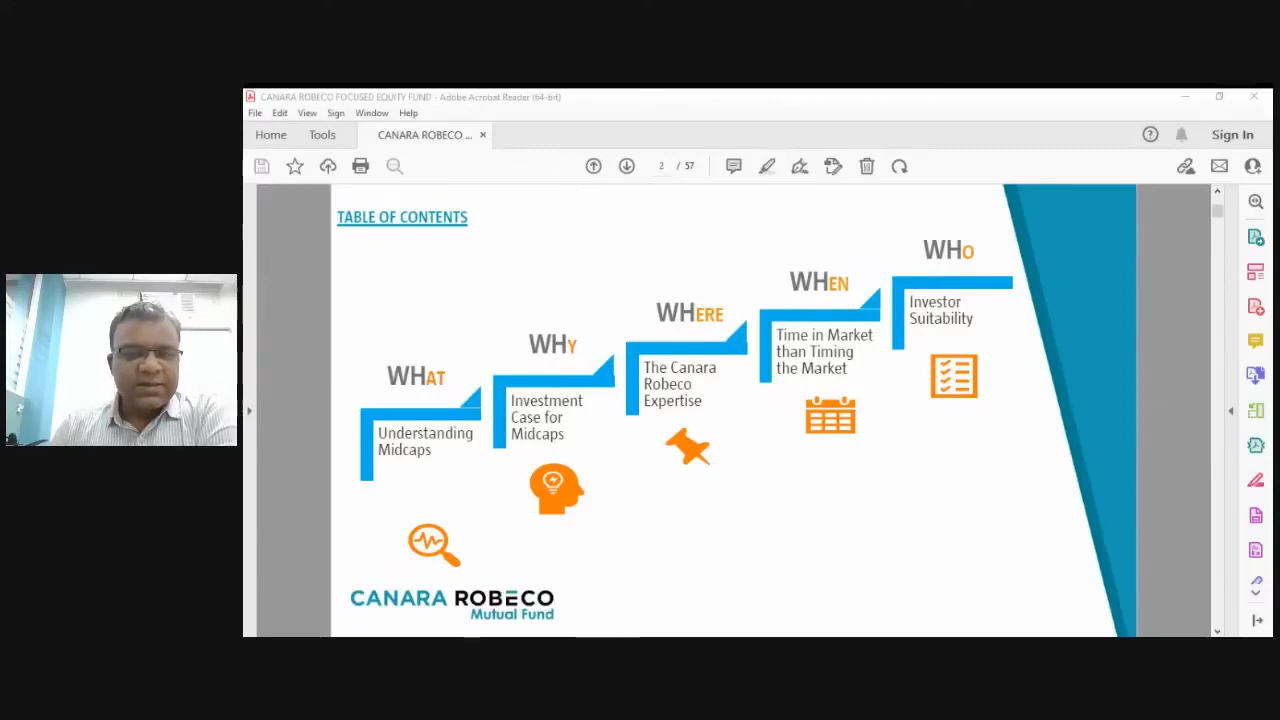 CANARA ROBECO FOCUSED EQUITY FUND - Adobe Acrobat Reader (64-bit)
File Edit View Sign Window Help
Home Tools CANARA ROBECO ... × Sign In
2 / 57
TABLE OF CONTENTS
WHAT
Understanding
Midcaps
WHY
Investment
Case for
Midcaps
WHERE
The Canara
Robeco
Expertise
WHEN
Time in Market
than Timing
the Market
WHO
Investor
Suitability
CANARA ROBECO
Mutual Fund